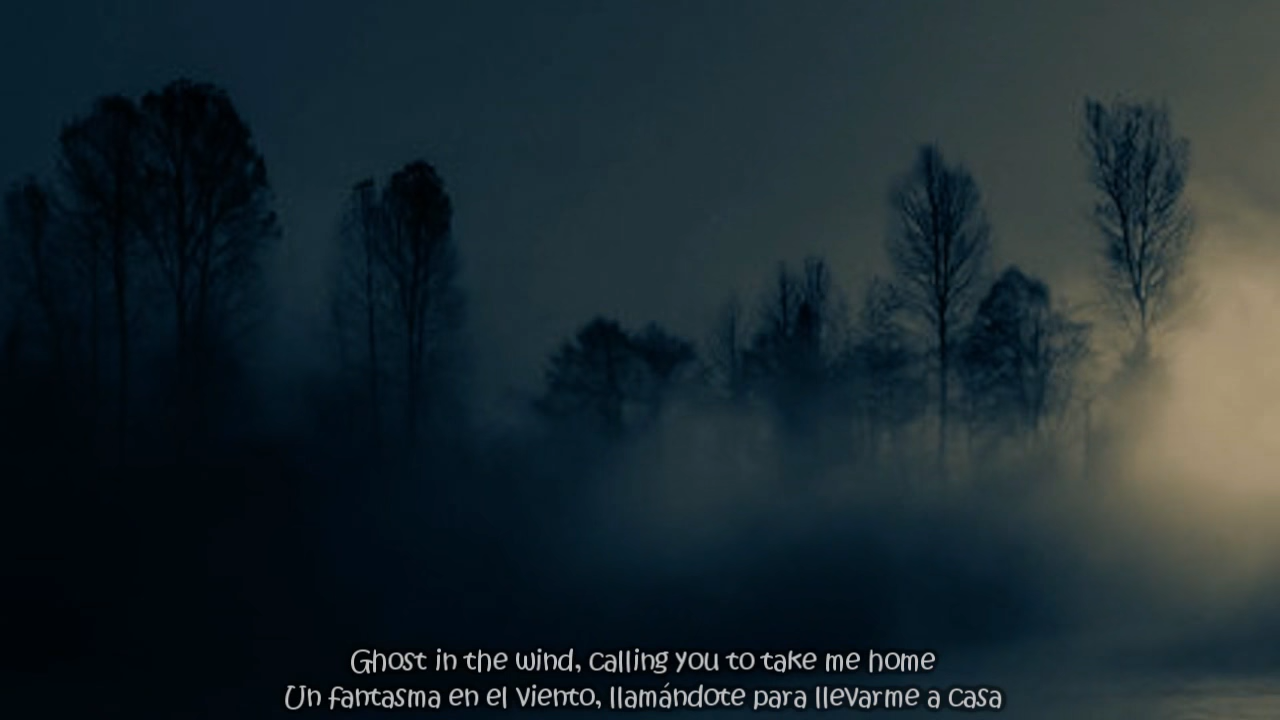 Ghost in the wind, calling you to take me home
Un fantasma en el viento, llamándote para llevarme a casa